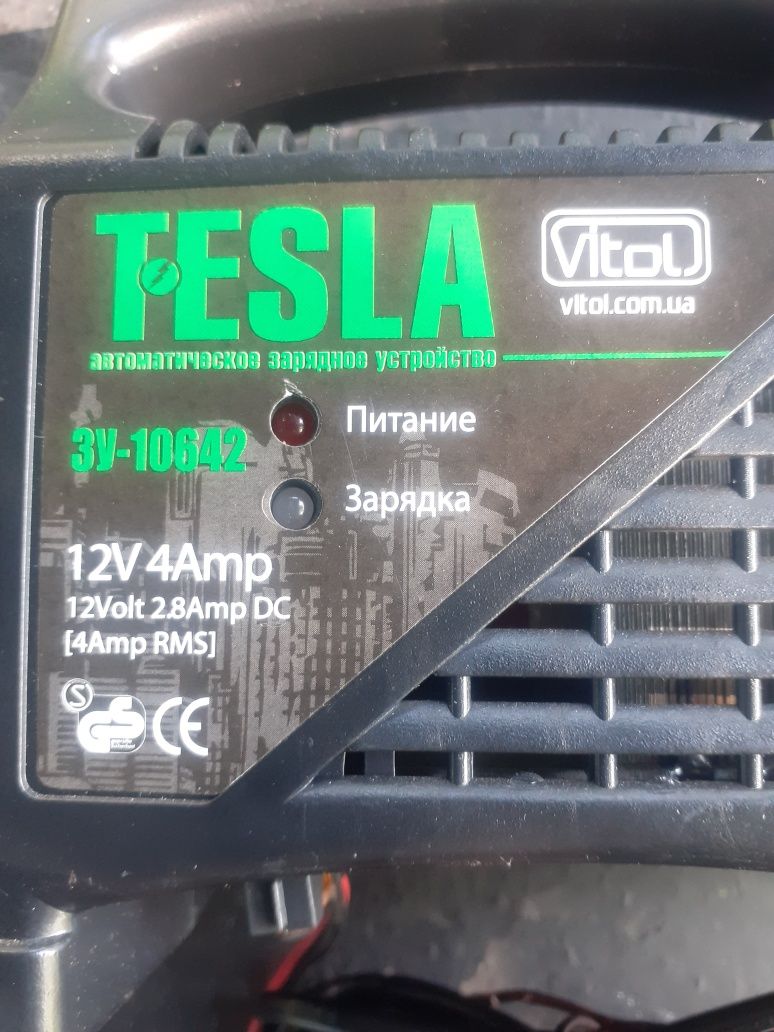 TESLA
Vitol
vitol.com.ua
автоматическое зарядное устройство
Питание
ЗУ-10642
Зарядка
12V 4Amp
12Volt 2.8Amp DC
[4Amp RMS]
S
GS
CE